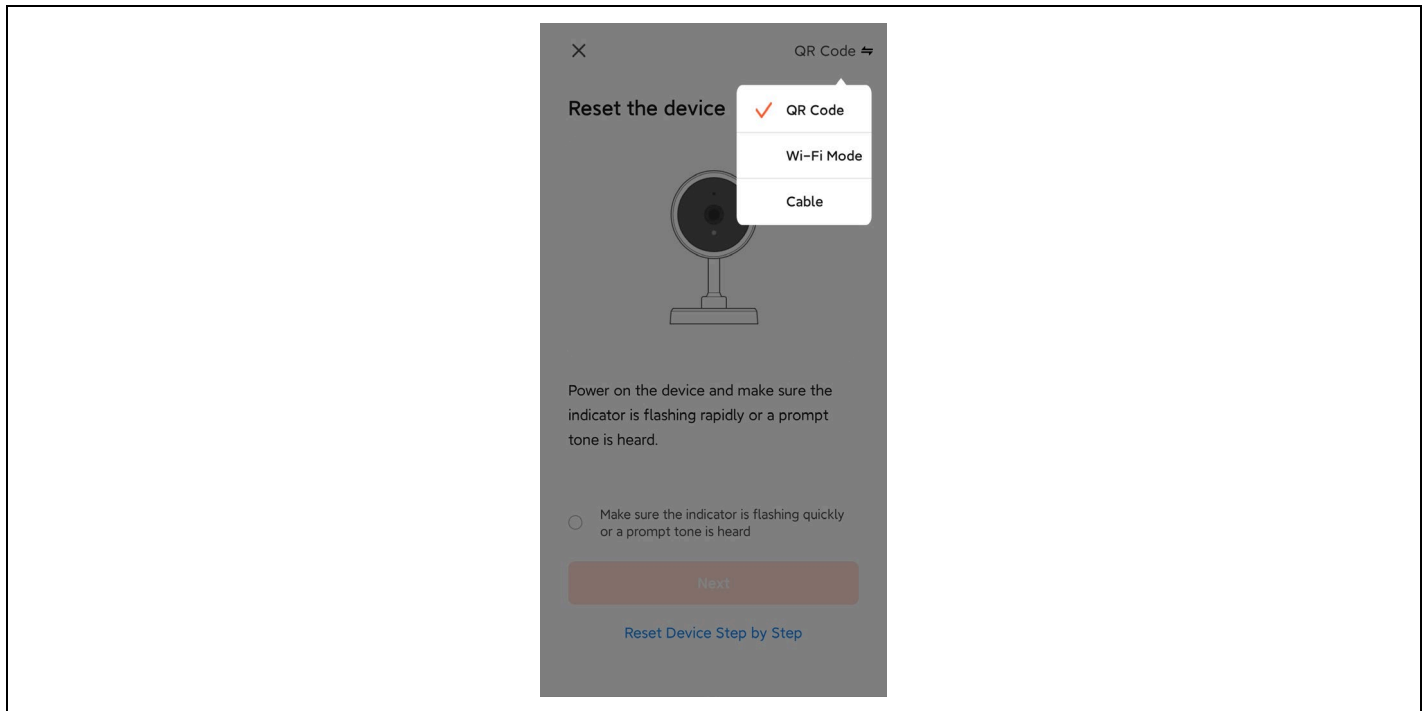 QR Code
Reset the device
QR Code
Wi-Fi Mode
Cable
Power on the device and make sure the
indicator is flashing rapidly or a prompt
tone is heard.
Make sure the indicator is flashing quickly
or a prompt tone is heard
Next
Reset Device Step by Step